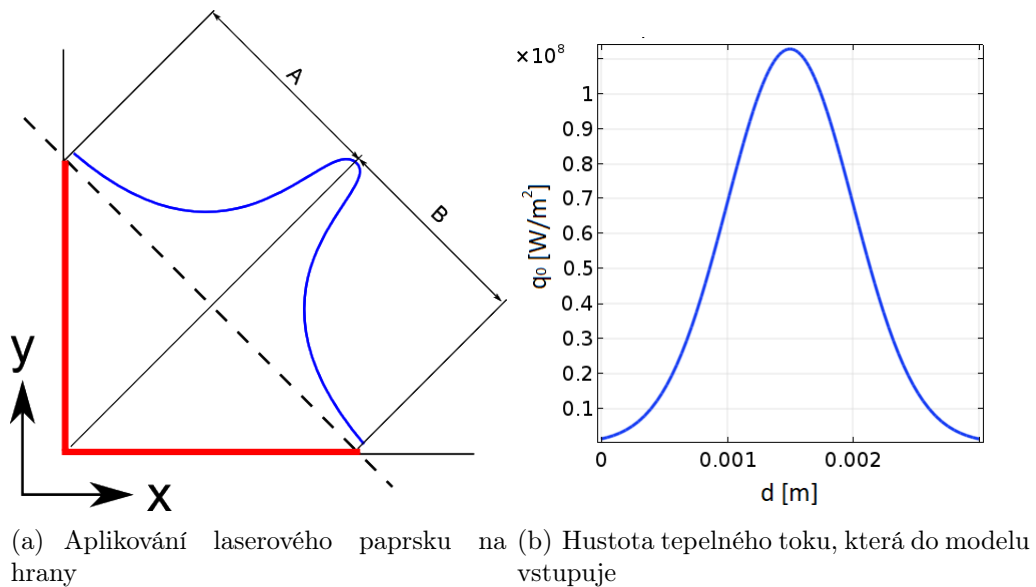 A
B
y
x
×10⁸
1
0.9
0.8
0.7
0.6
0.5
0.4
0.3
0.2
0.1
q₀ [W/m²]
0 0.001 0.002
d [m]
(a) Aplikování laserového paprsku na
hrany
(b) Hustota tepelného toku, která do modelu
vstupuje